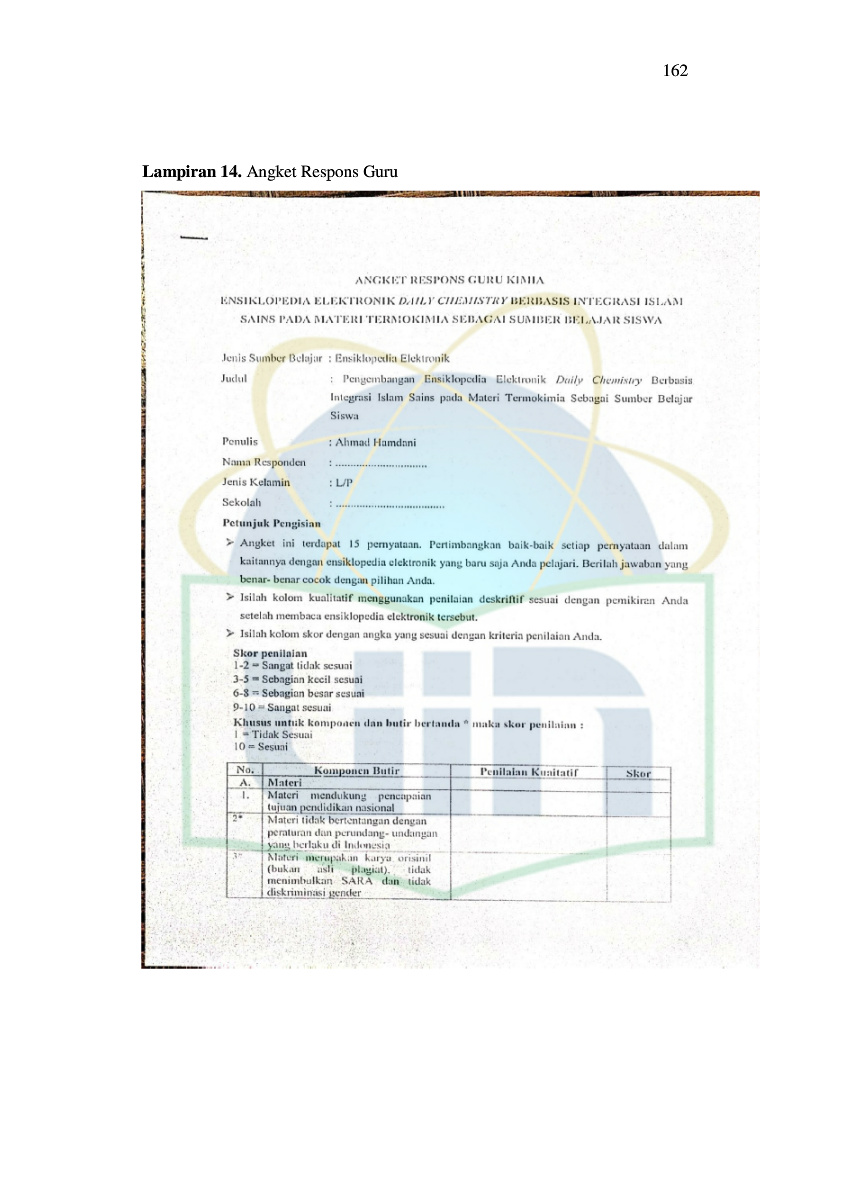 162
Lampiran 14. Angket Respons Guru
ANGKET RESPONS GURU KIMIA
ENSIKLOPEDIA ELEKTRONIK DAILY CHEMISTRY BERBASIS INTEGRASI ISLAM
SAINS PADA MATERI TERMOKIMIA SEBAGAI SUMBER BELAJAR SISWA
Jenis Sumber Belajar : Ensiklopedia Elektronik
Judul : Pengembangan Ensiklopedia Elektronik Daily Chemistry Berbasis
Integrasi Islam Sains pada Materi Termokimia Sebagai Sumber Belajar
Siswa
Penulis : Ahmad Hamdani
Nama Responden : ...............................
Jenis Kelamin : L/P
Sekolah : .....................................
Petunjuk Pengisian
➢ Angket ini terdapat 15 pernyataan. Pertimbangkan baik-baik setiap pernyataan dalam
kaitannya dengan ensiklopedia elektronik yang baru saja Anda pelajari. Berilah jawaban yang
benar- benar cocok dengan pilihan Anda.
➢ Isilah kolom kualitatif menggunakan penilaian deskriftif sesuai dengan pemikiran Anda
setelah membaca ensiklopedia elektronik tersebut.
➢ Isilah kolom skor dengan angka yang sesuai dengan kriteria penilaian Anda.
Skor penilaian
1-2 = Sangat tidak sesuai
3-5 = Sebagian kecil sesuai
6-8 = Sebagian besar sesuai
9-10 = Sangat sesuai
Khusus untuk komponen dan butir bertanda * maka skor penilaian :
1 = Tidak Sesuai
10 = Sesuai
No. Komponen Butir Penilaian Kuaitatif Skor
A. Materi
1. Materi mendukung pencapaian
tujuan pendidikan nasional
2* Materi tidak bertentangan dengan
peraturan dan perundang- undangan
yang berlaku di Indonesia
3* Materi merupakan karya orisinil
(bukan asli plagiat). tidak
menimbulkan SARA dan tidak
diskriminasi gender